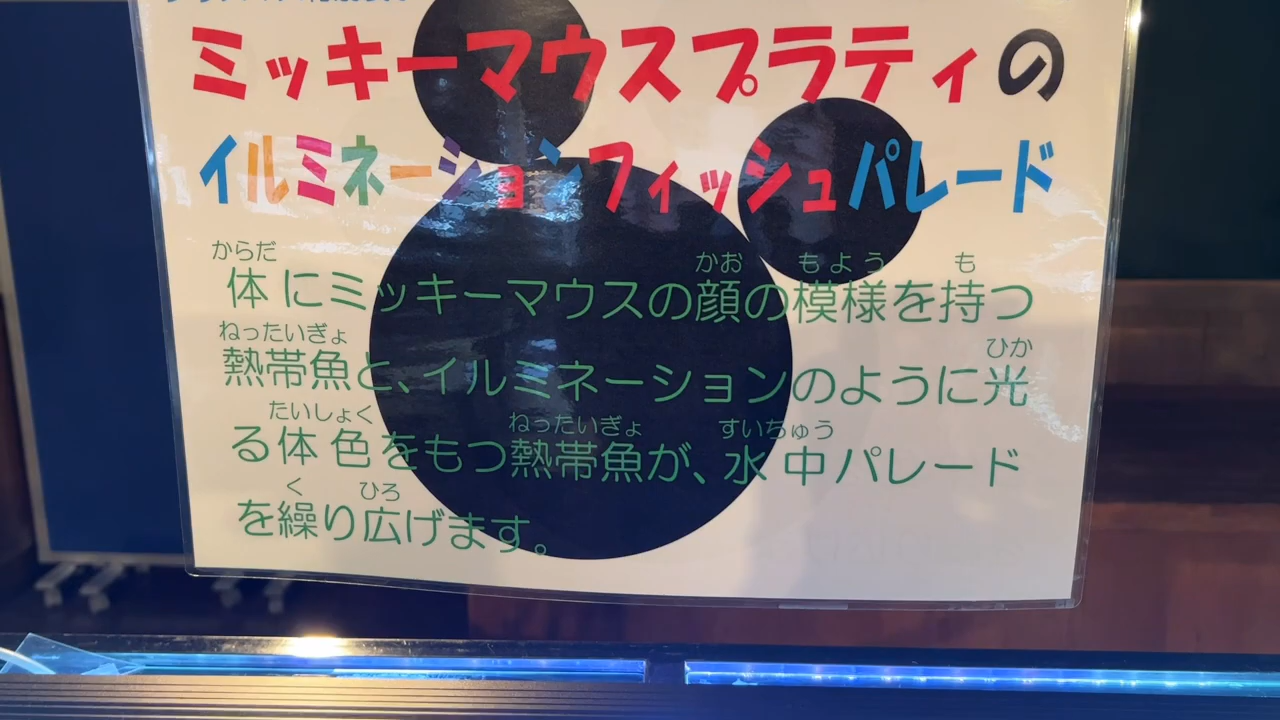 ミッキーマウスプラティの
イルミネーションフィッシュパレード
からだ かお もよう も
体にミッキーマウスの顔の模様を持つ
ねったいぎょ ひか
熱帯魚と、イルミネーションのように光
たいしょく ねったいぎょ すいちゅう
る体色をもつ熱帯魚が、水中パレード
く ひろ
を繰り広げます。